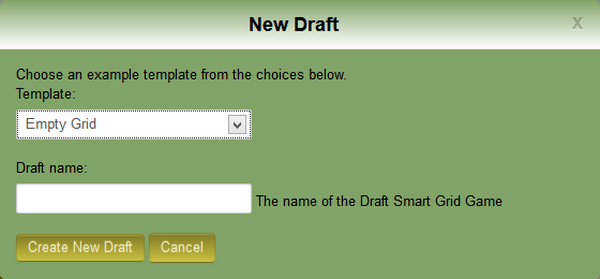 New Draft
x
Choose an example template from the choices below.
Template:
Empty Grid
Draft name:
The name of the Draft Smart Grid Game
Create New Draft Cancel